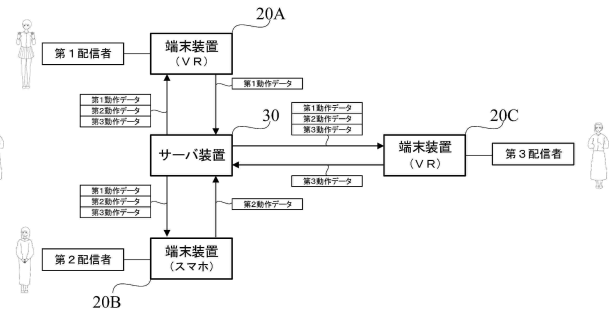 20A
第1配信者
端末装置
(VR)
第1動作データ
第1動作データ
第2動作データ
第3動作データ
30
第1動作データ
第2動作データ
第3動作データ
20C
サーバ装置
端末装置
(VR)
第3配信者
第3動作データ
第1動作データ
第2動作データ
第3動作データ
第2動作データ
第2配信者
端末装置
(スマホ)
20B